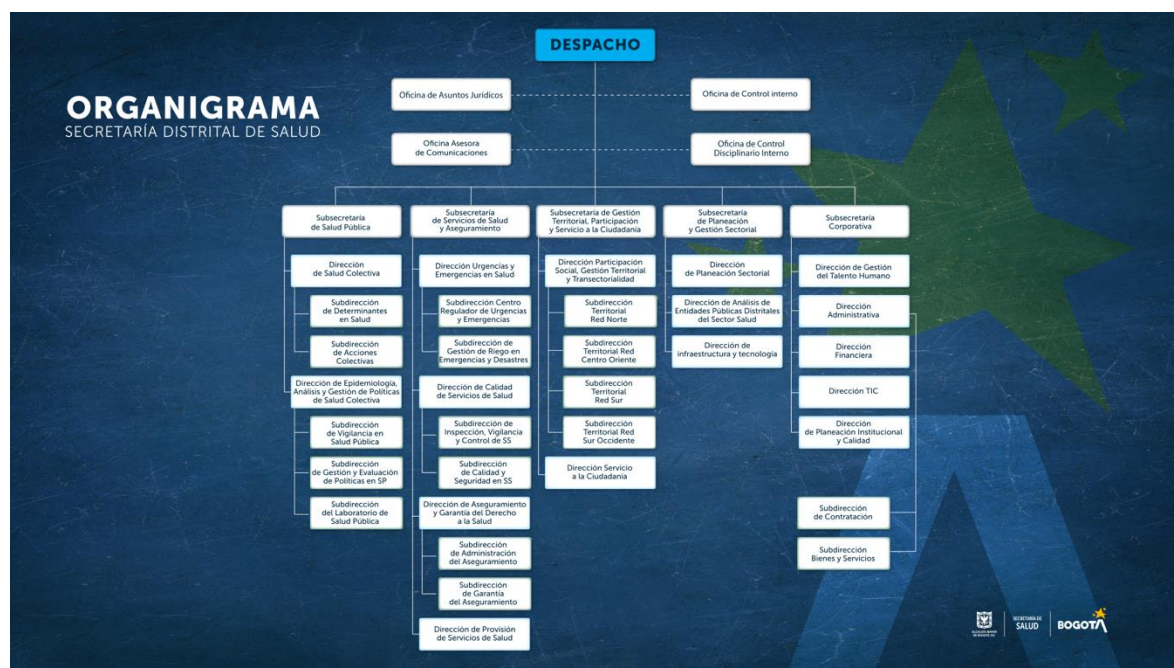 DESPACHO
ORGANIGRAMA
SECRETARÍA DISTRITAL DE SALUD
Oficina de Asuntos Jurídicos
Oficina de Control interno
Oficina Asesora
de Comunicaciones
Oficina de Control
Disciplinario Interno
Subsecretaría
de Salud Pública
Dirección
de Salud Colectiva
Subdirección
de Determinantes
en Salud
Subdirección
de Acciones
Colectivas
Dirección de Epidemiología,
Análisis y Gestión de Políticas
de Salud Colectiva
Subdirección
de Vigilancia en
Salud Pública
Subdirección
de Gestión y Evaluación
de Políticas en SP
Subdirección
del Laboratorio de
Salud Pública
Subsecretaría
de Servicios de Salud
y Aseguramiento
Dirección Urgencias y
Emergencias en Salud
Subdirección Centro
Regulador de Urgencias
y Emergencias
Subdirección de
Gestión de Riego en
Emergencias y Desastres
Dirección de Calidad
de Servicios de Salud
Subdirección de
Inspección, Vigilancia
y Control de SS
Subdirección
de Calidad y
Seguridad en SS
Dirección de Aseguramiento
y Garantía del Derecho
a la Salud
Subdirección
de Administración
del Aseguramiento
Subdirección
de Garantía
del Aseguramiento
Dirección de Provisión
de Servicios de Salud
Subsecretaría de Gestión
Territorial, Participación
y Servicio a la Ciudadanía
Dirección Participación
Social, Gestión Territorial
y Transectorialidad
Subdirección
Territorial
Red Norte
Subdirección
Territorial Red
Centro Oriente
Subdirección
Territorial
Red Sur
Subdirección
Territorial Red
Sur Occidente
Dirección Servicio
a la Ciudadanía
Subsecretaría
de Planeación
y Gestión Sectorial
Dirección
de Planeación Sectorial
Dirección de Análisis de
Entidades Públicas Distritales
del Sector Salud
Dirección de
infraestructura y tecnología
Subsecretaría
Corporativa
Dirección de Gestión
del Talento Humano
Dirección
Administrativa
Dirección
Financiera
Dirección TIC
Dirección
de Planeación Institucional
y Calidad
Subdirección
de Contratación
Subdirección
Bienes y Servicios
SECRETARÍA DE
SALUD
BOGOTÁ